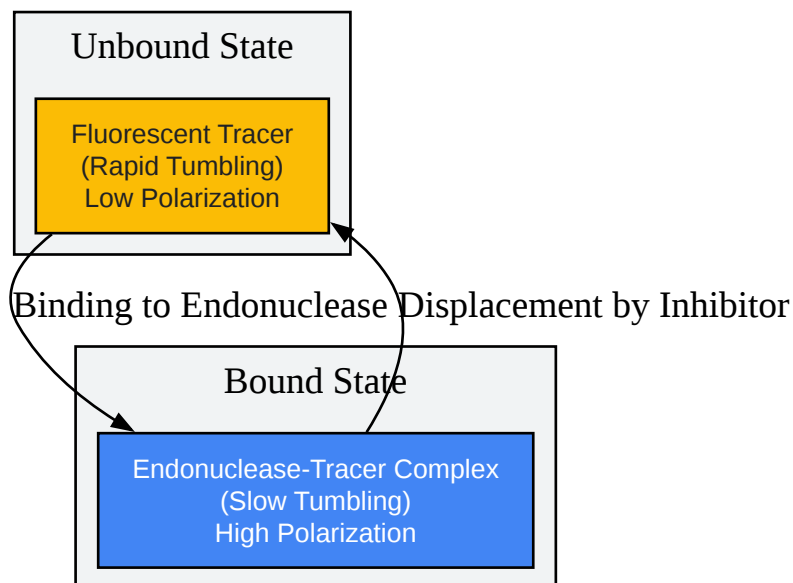 Unbound State
Fluorescent Tracer
(Rapid Tumbling)
Low Polarization
Binding to Endonuclease
Displacement by Inhibitor
Bound State
Endonuclease-Tracer Complex
(Slow Tumbling)
High Polarization